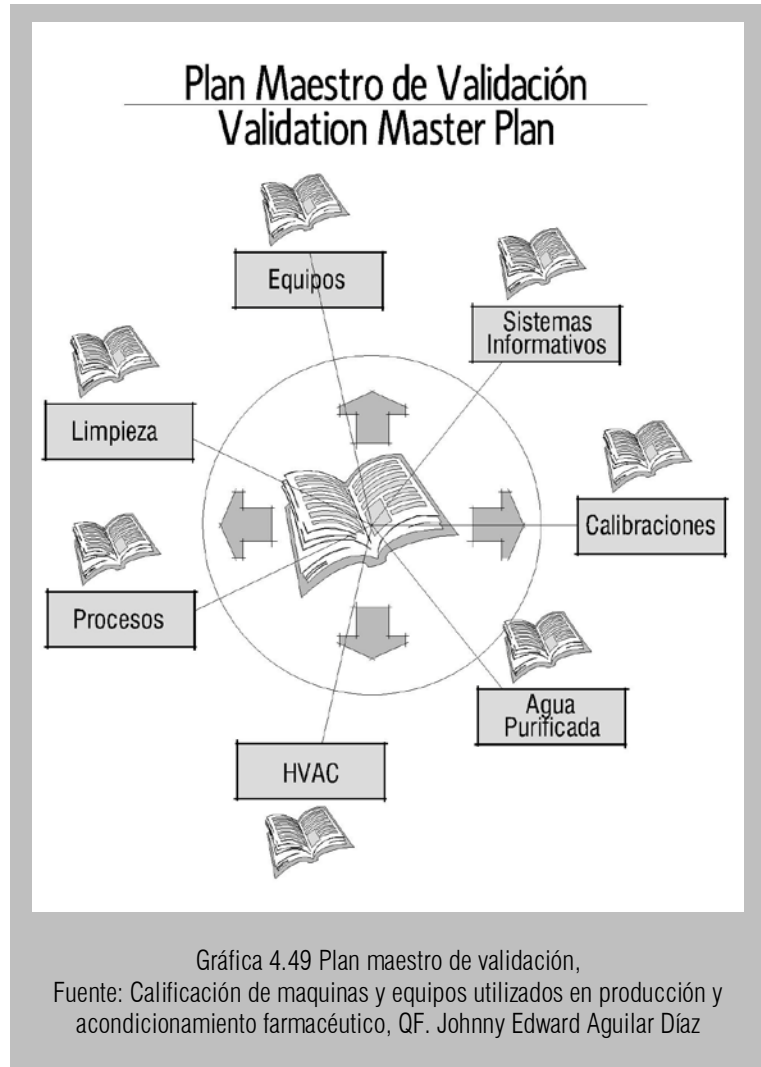 Plan Maestro de Validación
Validation Master Plan
Equipos
Sistemas
Informativos
Limpieza
Calibraciones
Procesos
Agua
Purificada
HVAC
Gráfica 4.49 Plan maestro de validación,
Fuente: Calificación de maquinas y equipos utilizados en producción y
acondicionamiento farmacéutico, QF. Johnny Edward Aguilar Díaz